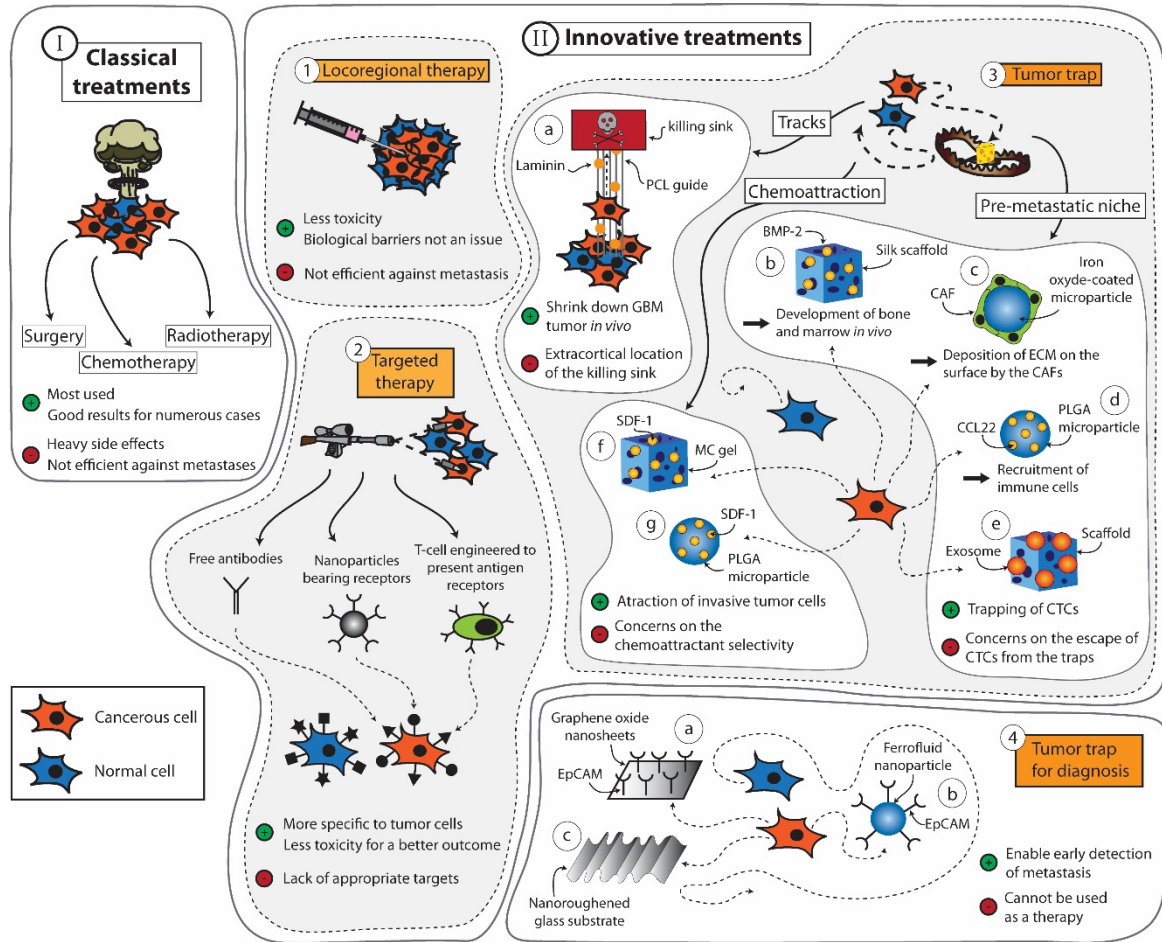 I
Classical
treatments
Surgery
Chemotherapy
Radiotherapy
+ Most used
Good results for numerous cases
- Heavy side effects
Not efficient against metastases
Cancerous cell
Normal cell
II Innovative treatments
1 Locoregional therapy
+ Less toxicity
Biological barriers not an issue
- Not efficient against metastasis
2 Targeted
therapy
Free antibodies
Nanoparticles
bearing receptors
T-cell engineered to
present antigen
receptors
+ More specific to tumor cells
Less toxicity for a better outcome
- Lack of appropriate targets
3 Tumor trap
Tracks
Chemoattraction
Pre-metastatic niche
a
killing sink
Laminin
PCL guide
+ Shrink down GBM
tumor in vivo
- Extracortical location
of the killing sink
b
BMP-2
Silk scaffold
Development of bone
and marrow in vivo
c
CAF
Iron
oxyde-coated
microparticle
Deposition of ECM on the
surface by the CAFs
d
CCL22
PLGA
microparticle
Recruitment of
immune cells
e
Exosome
Scaffold
+ Trapping of CTCs
- Concerns on the escape of
CTCs from the traps
f
SDF-1
MC gel
g
SDF-1
PLGA
microparticle
+ Atraction of invasive tumor cells
- Concerns on the
chemoattractant selectivity
4 Tumor trap
for diagnosis
a
Graphene oxide
nanosheets
EpCAM
b
Ferrofluid
nanoparticle
EpCAM
c
Nanoroughened
glass substrate
+ Enable early detection
of metastasis
- Cannot be used
as a therapy